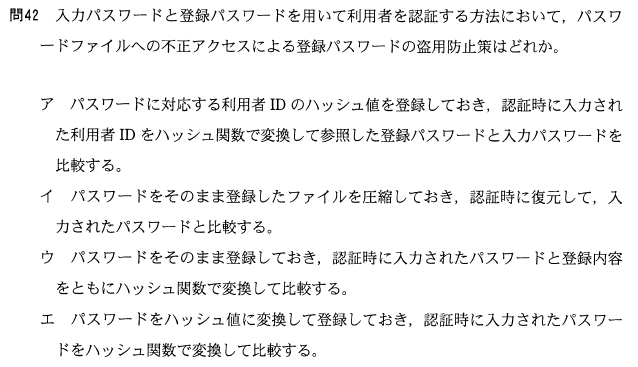 問42 入力パスワードと登録パスワードを用いて利用者を認証する方法において，パスワ
ードファイルへの不正アクセスによる登録パスワードの盗用防止策はどれか。
ア パスワードに対応する利用者 ID のハッシュ値を登録しておき，認証時に入力され
た利用者 ID をハッシュ関数で変換して参照した登録パスワードと入力パスワードを
比較する。
イ パスワードをそのまま登録したファイルを圧縮しておき，認証時に復元して，入
力されたパスワードと比較する。
ウ パスワードをそのまま登録しておき，認証時に入力されたパスワードと登録内容
をともにハッシュ関数で変換して比較する。
エ パスワードをハッシュ値に変換して登録しておき，認証時に入力されたパスワー
ドをハッシュ関数で変換して比較する。